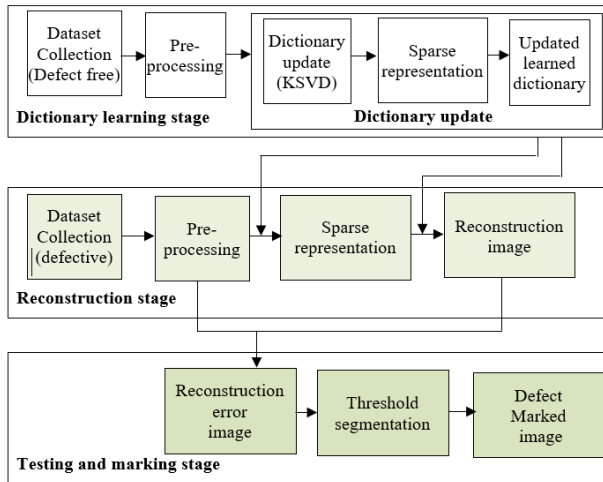 Dataset
Collection
(Defect free)
Pre-
processing
Dictionary
update
(KSVD)
Sparse
representation
Updated
learned
dictionary
Dictionary learning stage
Dictionary update
Dataset
Collection
(defective)
Pre-
processing
Sparse
representation
Reconstruction
image
Reconstruction stage
Reconstruction
error
image
Threshold
segmentation
Defect
Marked
image
Testing and marking stage